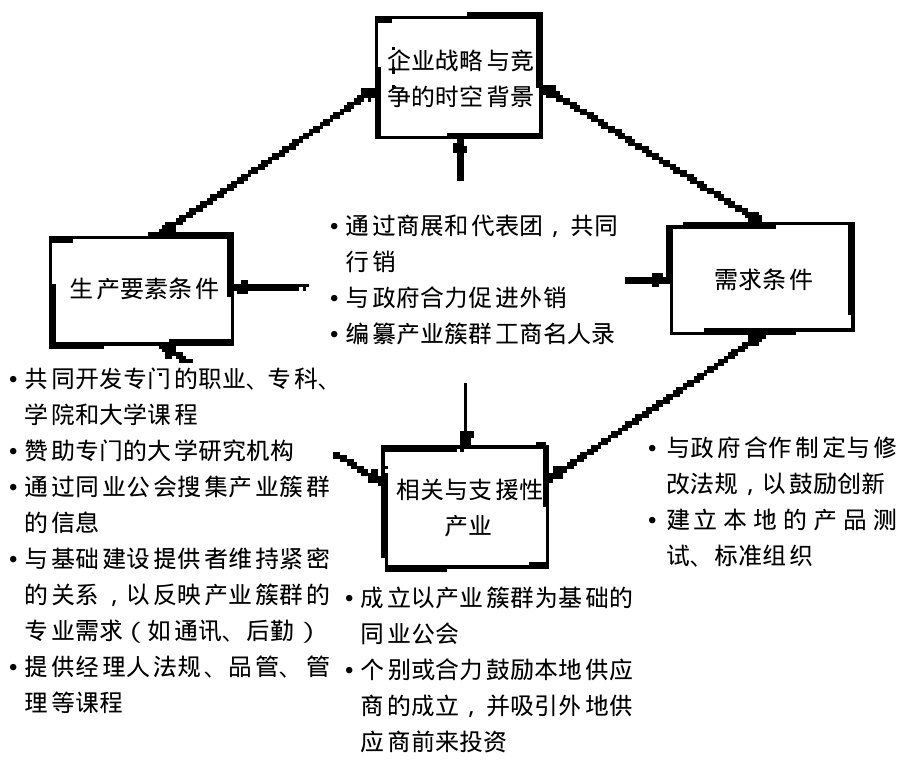 企业战略与竞
争的时空背景
• 通过商展和代表团，共同
行销
• 与政府合力促进外销
• 编纂产业簇群工商名人录
生产要素条件
需求条件
• 共同开发专门的职业、专科、
学院和大学课程
• 赞助专门的大学研究机构
• 通过同业公会搜集产业簇群
的信息
• 与基础建设提供者维持紧密
的关系，以反映产业簇群的
专业需求（如通讯、后勤）
• 提供经理人法规、品管、管
理等课程
相关与支援性
产业
• 成立以产业簇群为基础的
同业公会
• 个别或合力鼓励本地供应
商的成立，并吸引外地供
应商前来投资
• 与政府合作制定与修
改法规，以鼓励创新
• 建立本地的产品测
试、标准组织